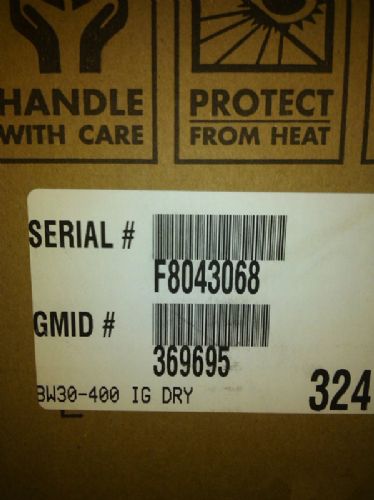 HANDLE
WITH CARE
PROTECT
FROM HEAT
SERIAL #
F8043068
GMID #
369695
BW30-400 IG DRY
324